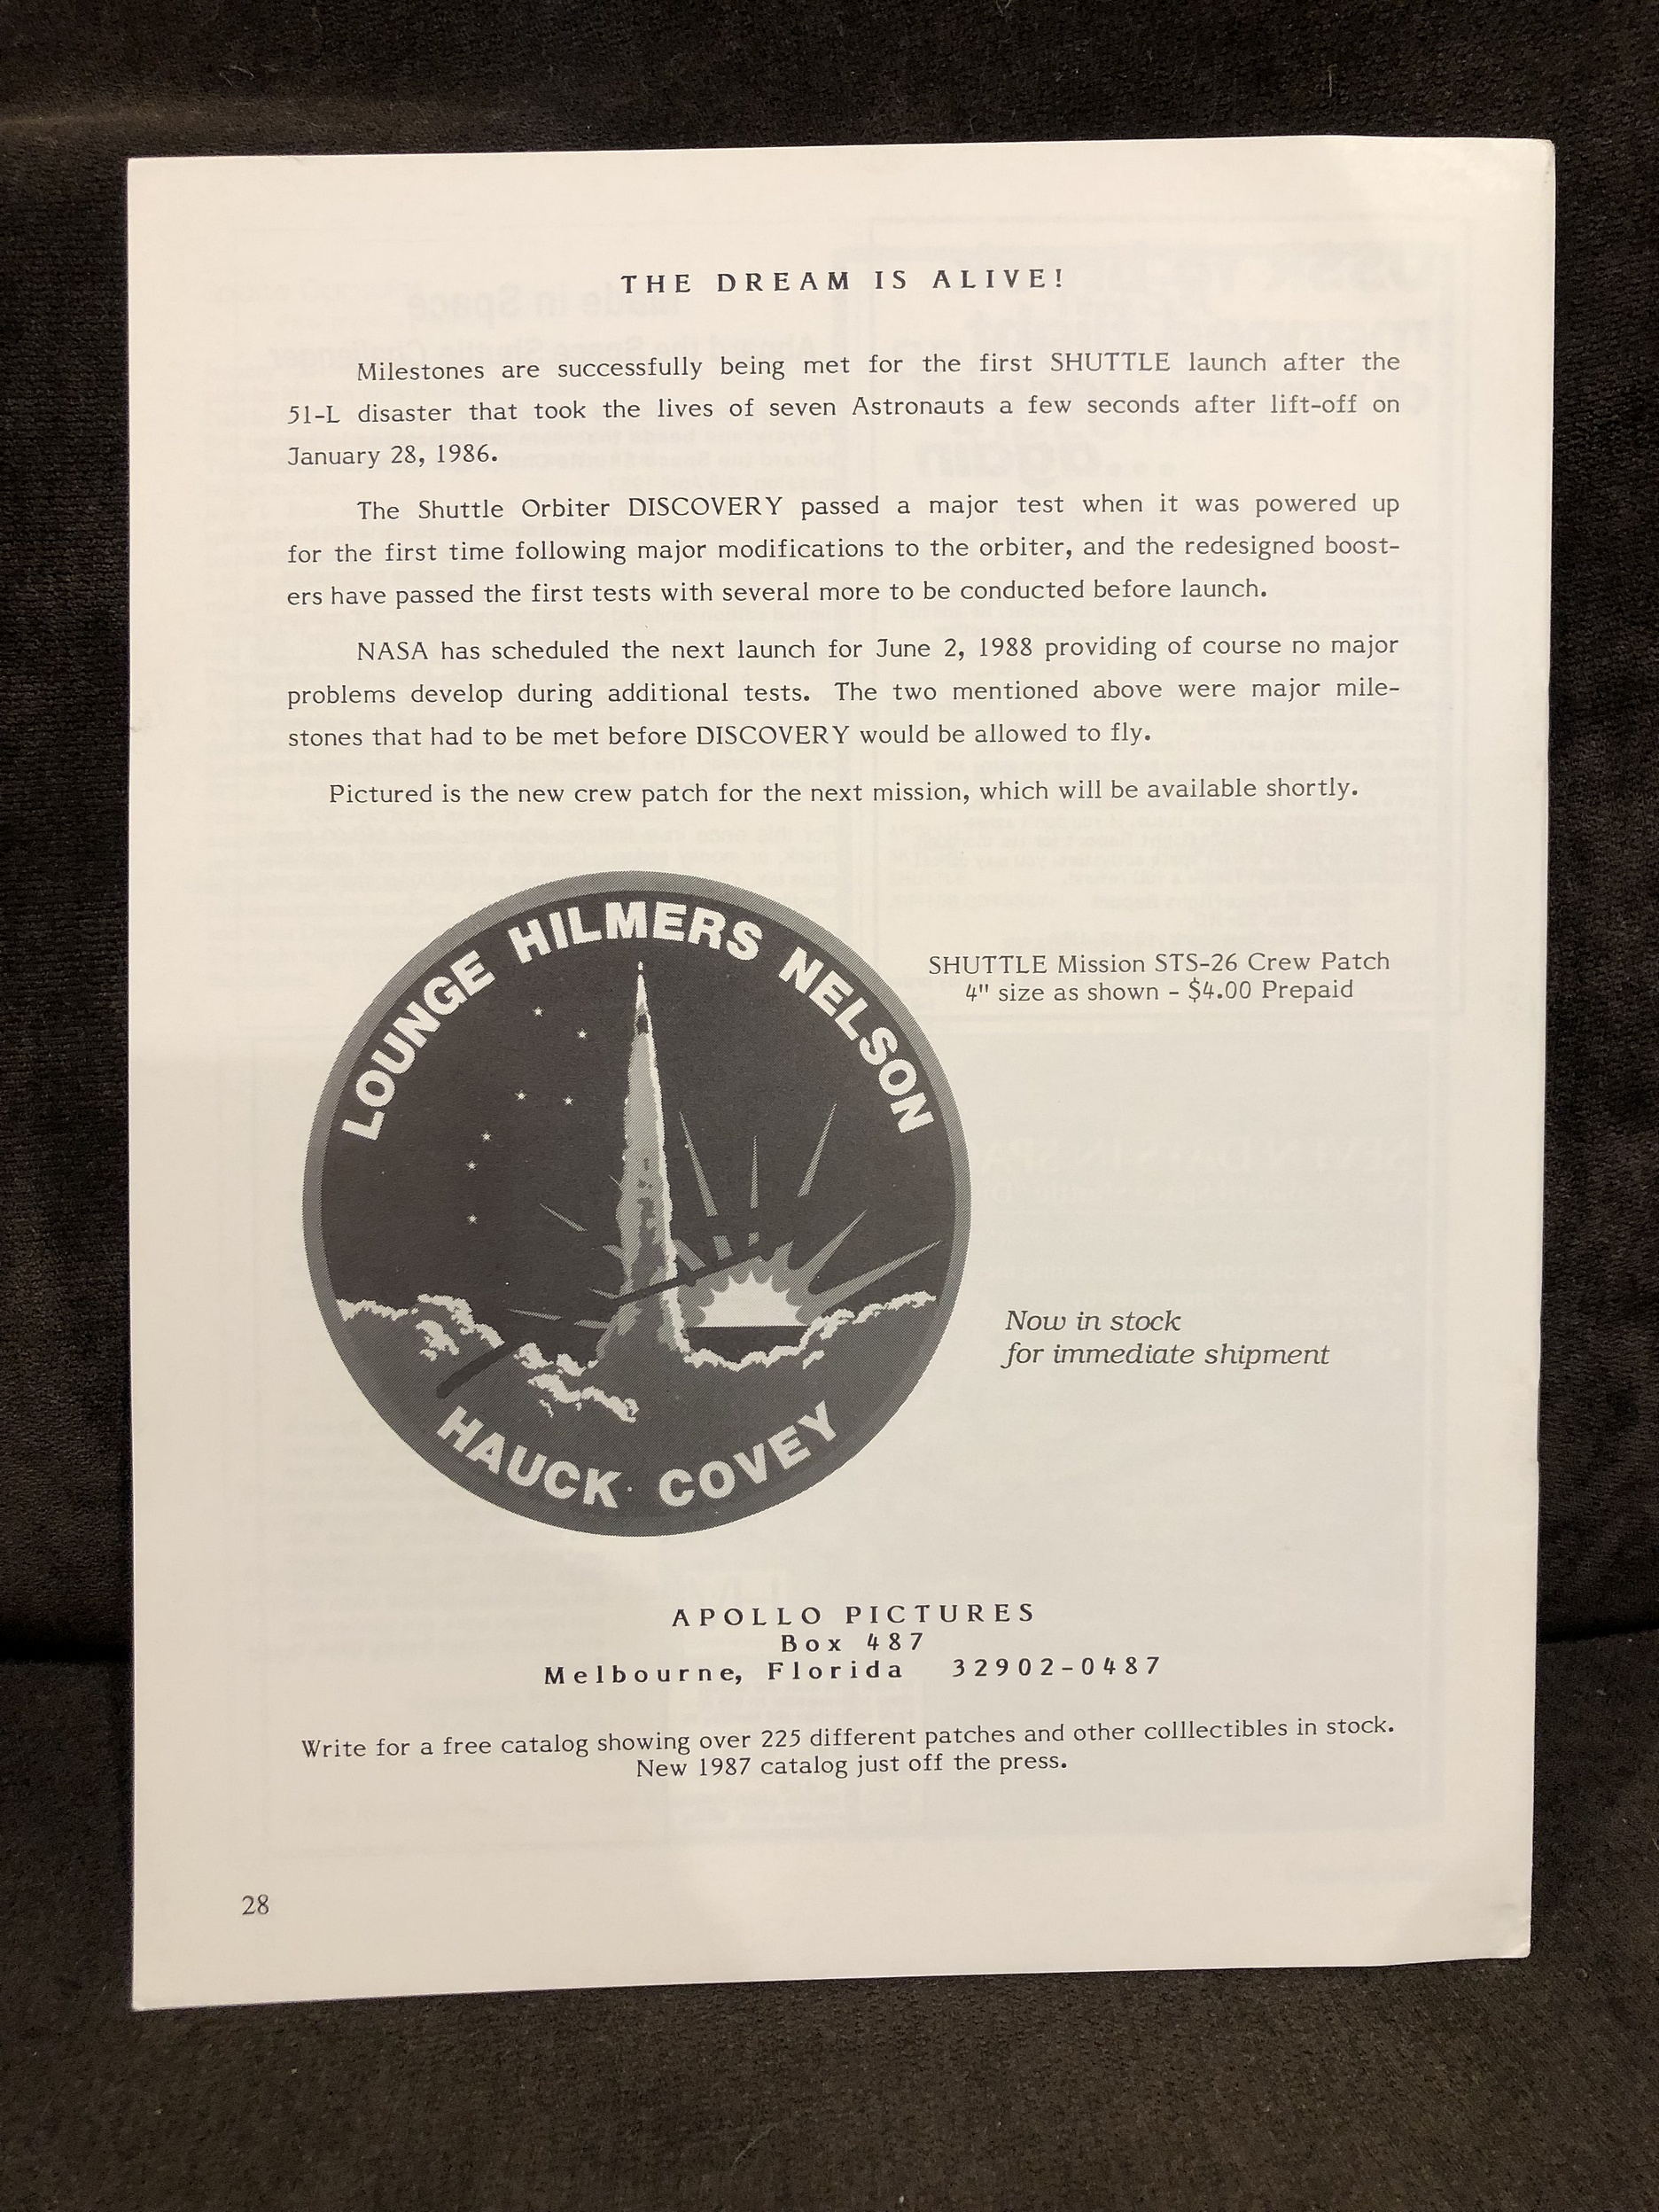 THE DREAM IS ALIVE!
Milestones are successfully being met for the first SHUTTLE launch after the
51-L disaster that took the lives of seven Astronauts a few seconds after lift-off on
January 28, 1986.
The Shuttle Orbiter DISCOVERY passed a major test when it was powered up
for the first time following major modifications to the orbiter, and the redesigned boost-
ers have passed the first tests with several more to be conducted before launch.
NASA has scheduled the next launch for June 2, 1988 providing of course no major
problems develop during additional tests. The two mentioned above were major mile-
stones that had to be met before DISCOVERY would be allowed to fly.
Pictured is the new crew patch for the next mission, which will be available shortly.
LOUNGE HILMERS NELSON
HAUCK COVEY
SHUTTLE Mission STS-26 Crew Patch
4" size as shown - $4.00 Prepaid
Now in stock
for immediate shipment
APOLLO PICTURES
Box 487
Melbourne, Florida 32902-0487
Write for a free catalog showing over 225 different patches and other colllectibles in stock.
New 1987 catalog just off the press.
28